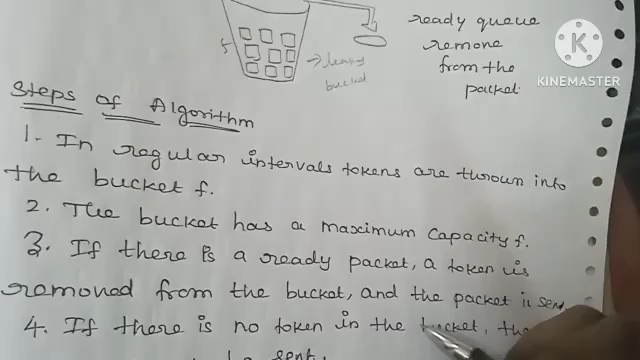 ready queue
remone
from the
packet.
leaky
bucket
KINEMASTER
Steps of Algorithm
1. In regular intervals tokens are thrown into
the bucket f.
2. The bucket has a maximum capacity f.
3. If there is a ready packet, a token is
removed from the bucket, and the packet is send.
4. If there is no token in the bucket, the
sent.